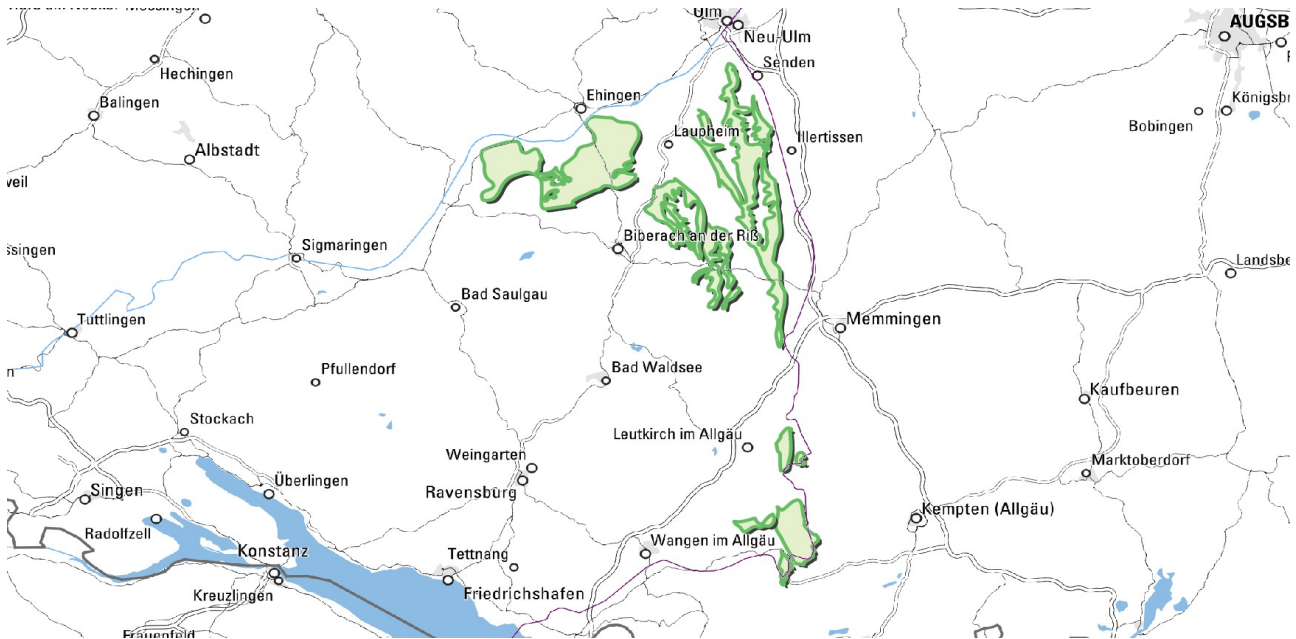 Ulm
AUGSB
Neu-Ulm
Hechingen
Senden
Ehingen
Balingen
Königsbr
Bobingen
Laupheim
Illertissen
Albstadt
weil
Biberach an der Riß
Sigmaringen
ssingen
Landsbe
Bad Saulgau
Tuttlingen
Memmingen
Pfullendorf
Bad Waldsee
n
Kaufbeuren
Stockach
Leutkirch im Allgäu
Weingarten
Marktoberdorf
Überlingen
Singen
Ravensburg
Kempten (Allgäu)
Radolfzell
Wangen im Allgäu
Konstanz
Tettnang
Kreuzlingen
Friedrichshafen
Frauenfeld